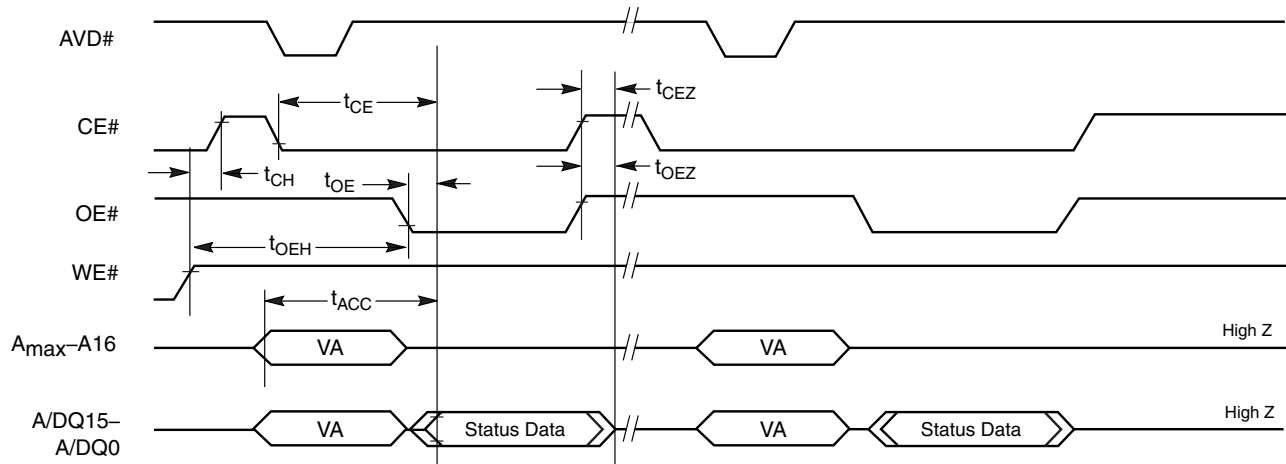 AVD#
tCEZ
tCE
CE#
tCH
tOE
tOEZ
OE#
tOEH
WE#
tACC
Amax–A16
VA
VA
High Z
A/DQ15–
A/DQ0
VA
Status Data
VA
Status Data
High Z